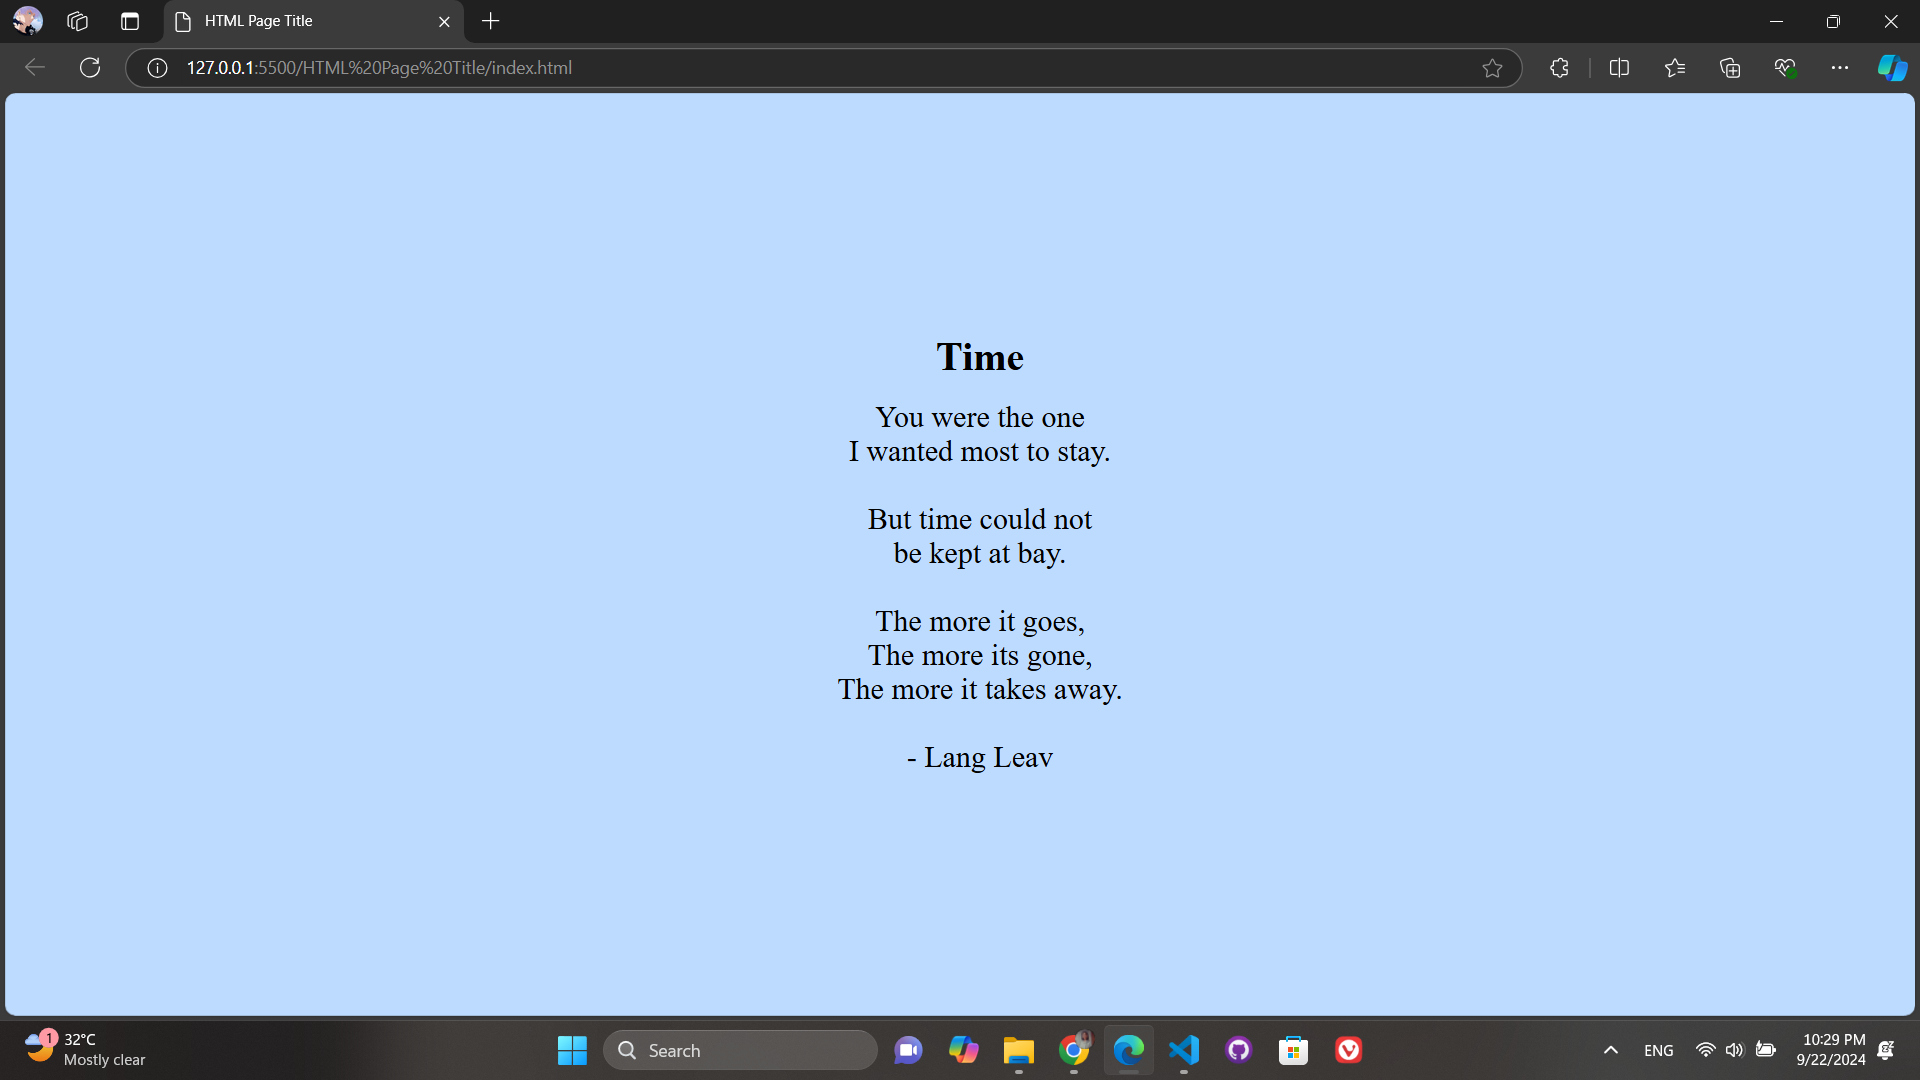 HTML Page Title
127.0.0.1:5500/HTML%20Page%20Title/index.html
Time
You were the one
I wanted most to stay.
But time could not
be kept at bay.
The more it goes,
The more its gone,
The more it takes away.
- Lang Leav
1
32°C
Mostly clear
Search
ENG
10:29 PM
9/22/2024